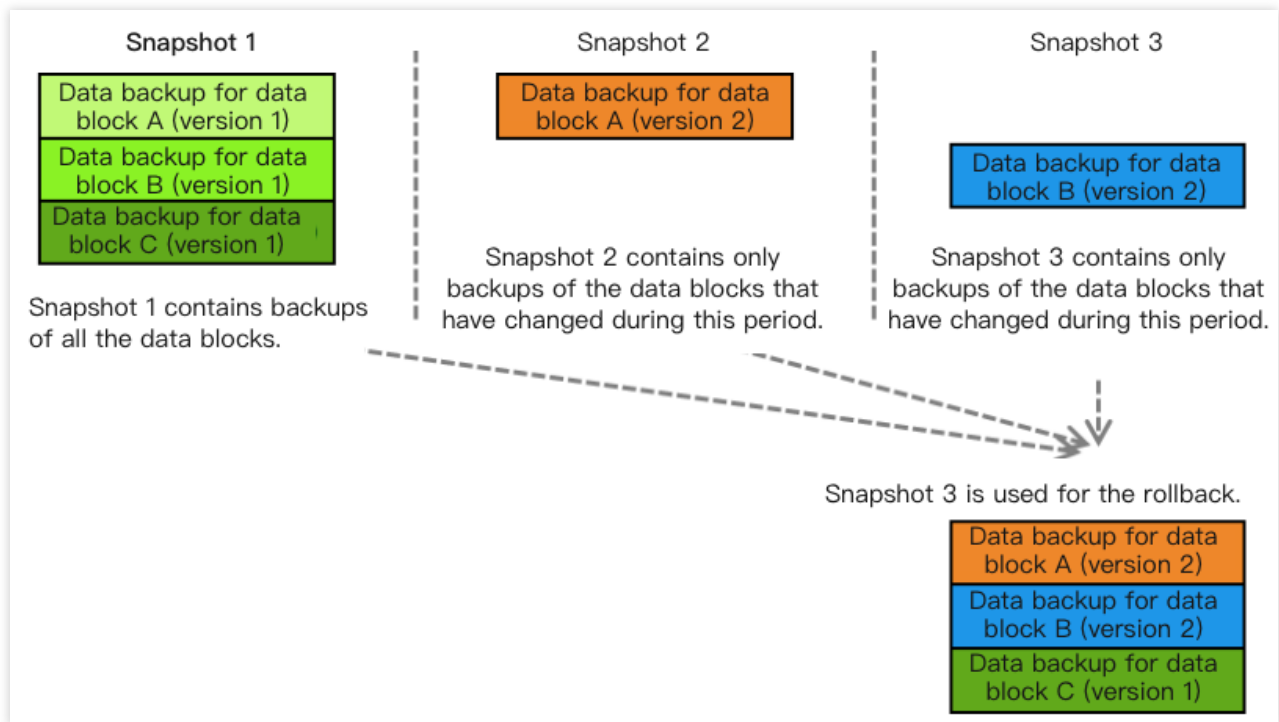 Snapshot 1
Data backup for data
block A (version 1)
Data backup for data
block B (version 1)
Data backup for data
block C (version 1)
Snapshot 1 contains backups
of all the data blocks.
Snapshot 2
Data backup for data
block A (version 2)
Snapshot 2 contains only
backups of the data blocks that
have changed during this period.
Snapshot 3
Data backup for data
block B (version 2)
Snapshot 3 contains only
backups of the data blocks that
have changed during this period.
Snapshot 3 is used for the rollback.
Data backup for data
block A (version 2)
Data backup for data
block B (version 2)
Data backup for data
block C (version 1)